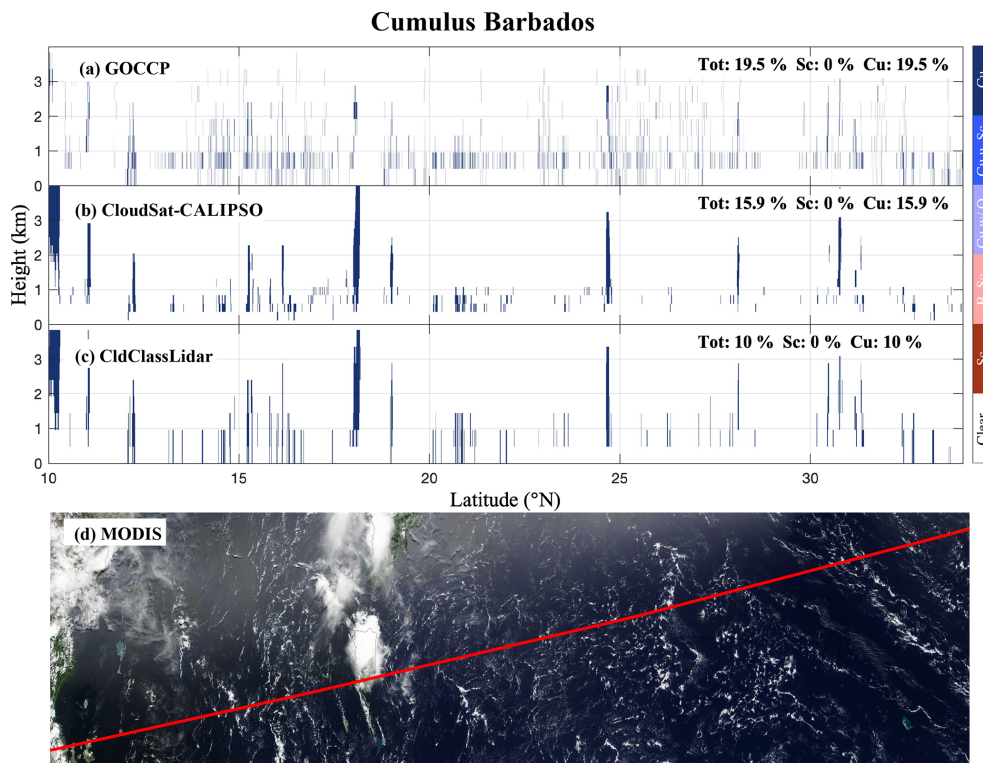 Cumulus Barbados
(a) GOCCP
Tot: 19.5 % Sc: 0 % Cu: 19.5 %
3
2
1
0
(b) CloudSat-CALIPSO
Tot: 15.9 % Sc: 0 % Cu: 15.9 %
3
2
1
0
Height (km)
(c) CldClassLidar
Tot: 10 % Sc: 0 % Cu: 10 %
3
2
1
0
10 15 20 25 30
Latitude (°N)
Clear
(d) MODIS